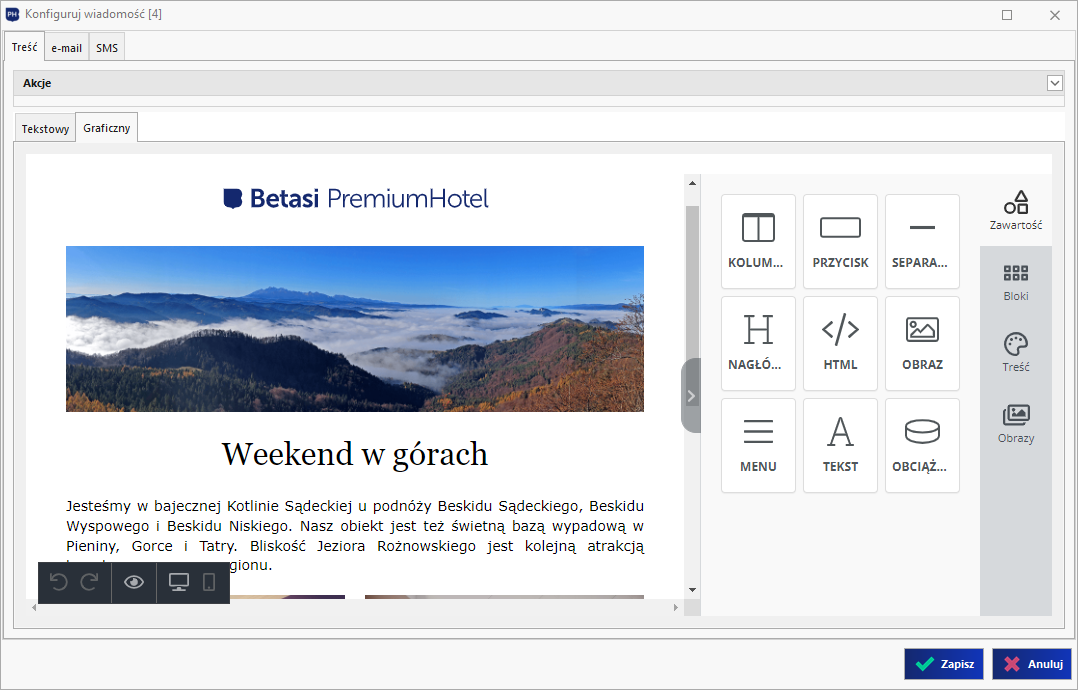 PH
Konfiguruj wiadomość [4]
Treść e-mail SMS
Akcje
Tekstowy Graficzny
Betasi PremiumHotel
Weekend w górach
Jesteśmy w bajecznej Kotlinie Sądeckiej u podnóży Beskidu Sądeckiego, Beskidu
Wyspowego i Beskidu Niskiego. Nasz obiekt jest też świetną bazą wypadową w
Pieniny, Gorce i Tatry. Bliskość Jeziora Rożnowskiego jest kolejną atrakcją
gionu.
KOLUM... PRZYCISK SEPARA...
NAGŁÓ... HTML OBRAZ
MENU TEKST OBCIĄŻ...
Zawartość
Bloki
Treść
Obrazy
Zapisz Anuluj